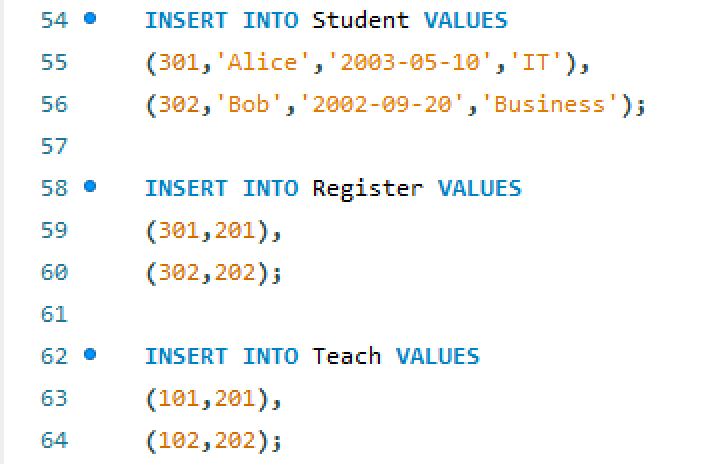 54 INSERT INTO Student VALUES
55 (301,'Alice','2003-05-10','IT'),
56 (302,'Bob','2002-09-20','Business');
57
58 INSERT INTO Register VALUES
59 (301,201),
60 (302,202);
61
62 INSERT INTO Teach VALUES
63 (101,201),
64 (102,202);